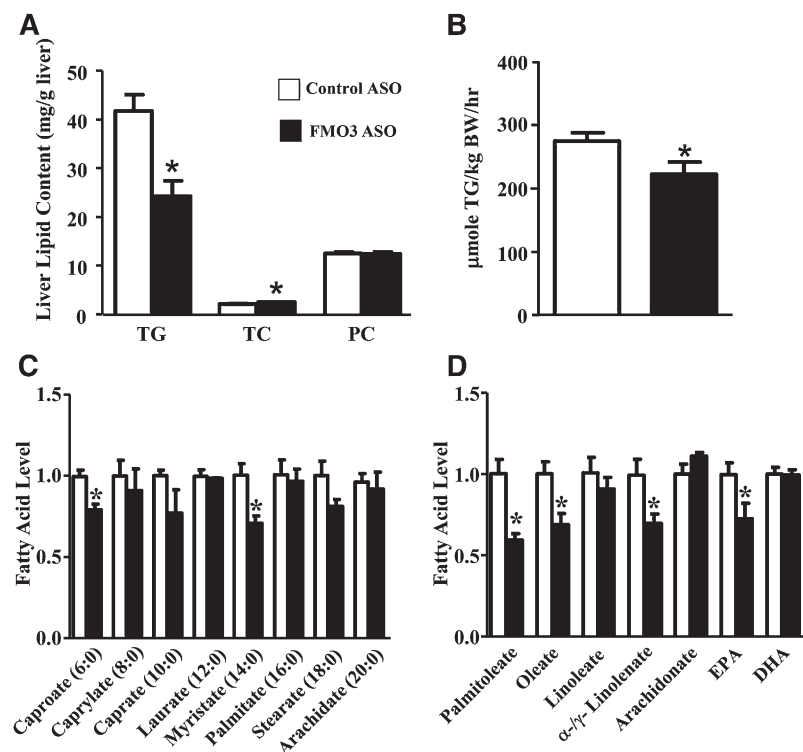 A
Liver Lipid Content (mg/g liver)
50
40
30
20
10
0
Control ASO
FMO3 ASO
*
*
TG
TC
PC
B
µmole TG/kg BW/hr
400
300
200
100
0
*
C
Fatty Acid Level
1.5
1.0
0.5
0.0
*
*
Caproate (6:0)
Caprylate (8:0)
Caprate (10:0)
Laurate (12:0)
Myristate (14:0)
Palmitate (16:0)
Stearate (18:0)
Arachidate (20:0)
D
Fatty Acid Level
1.5
1.0
0.5
0.0
*
*
*
*
Palmitoleate
Oleate
Linoleate
α-/γ- Linolenate
Arachidonate
EPA
DHA